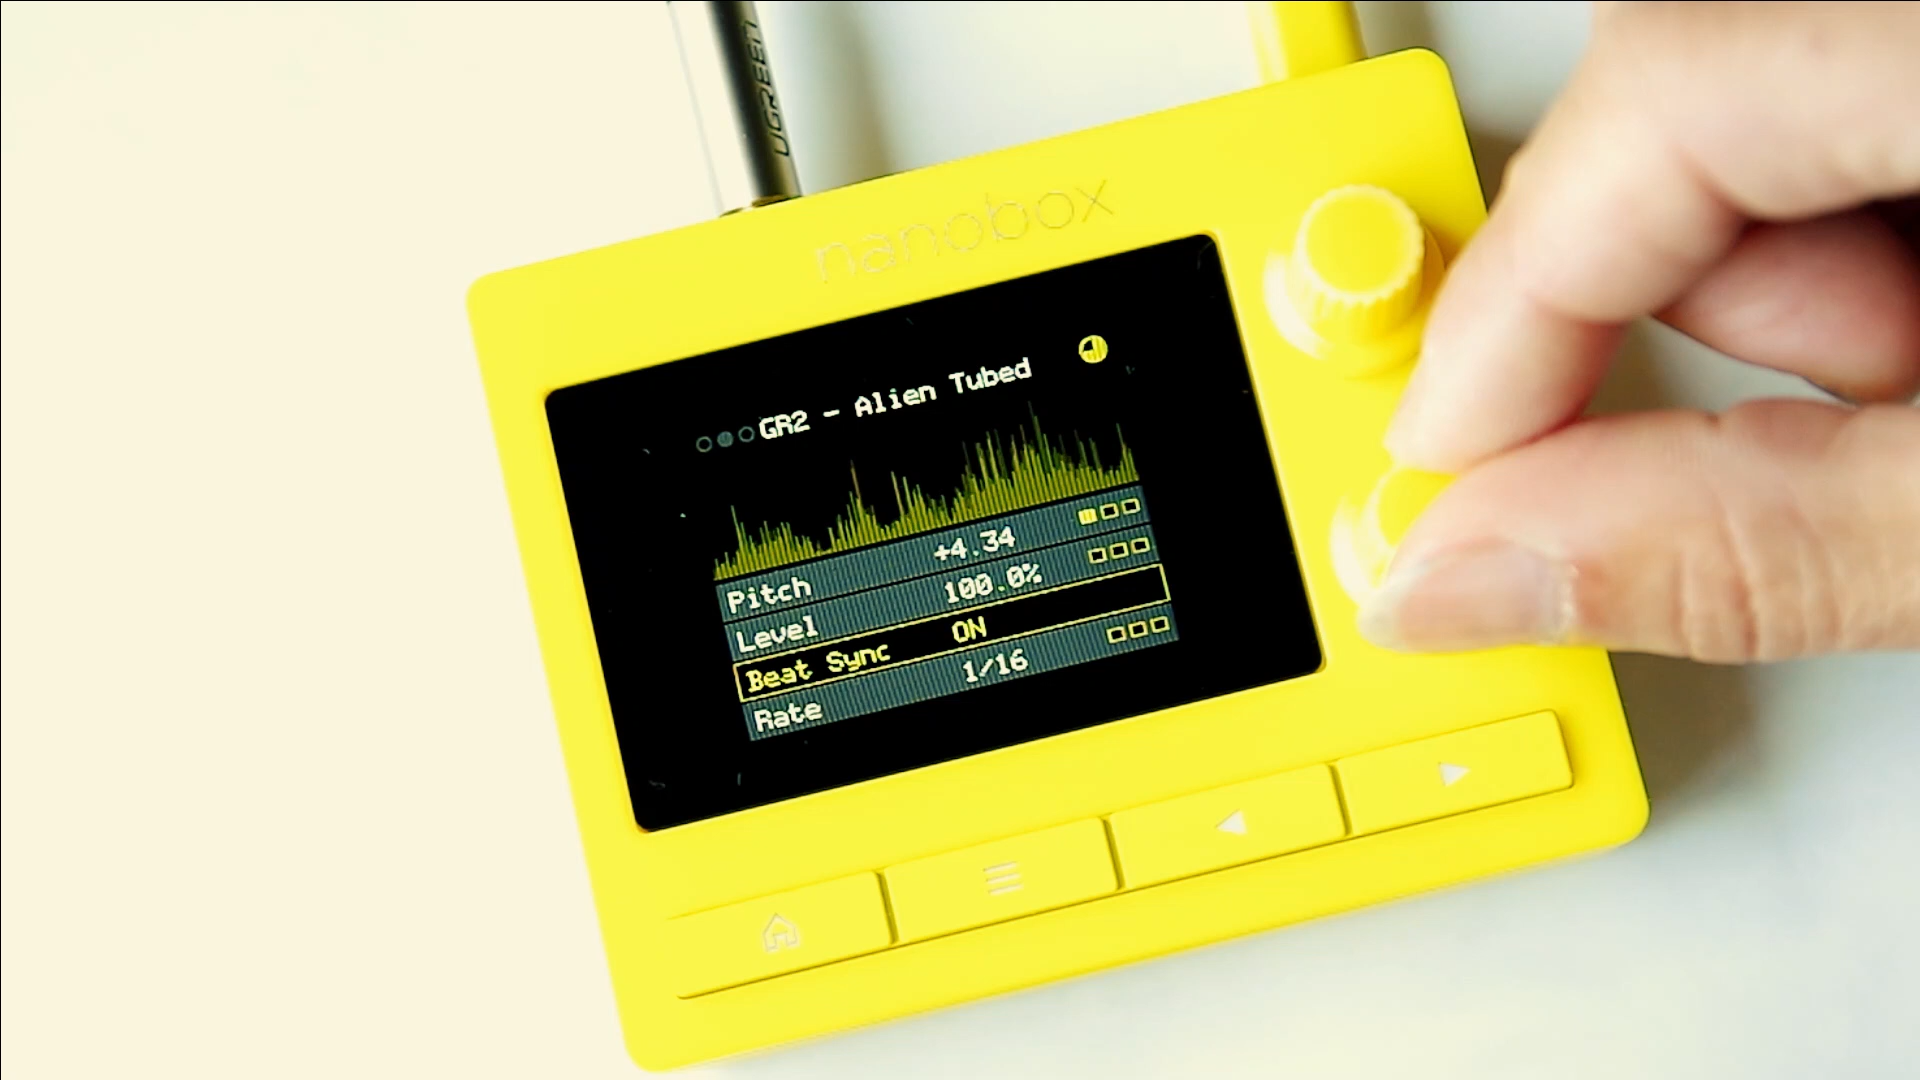 UGREEN
nanobox
GR2 - Alien Tubed
Pitch +4.34
Level 100.0%
Beat Sync ON
Rate 1/16